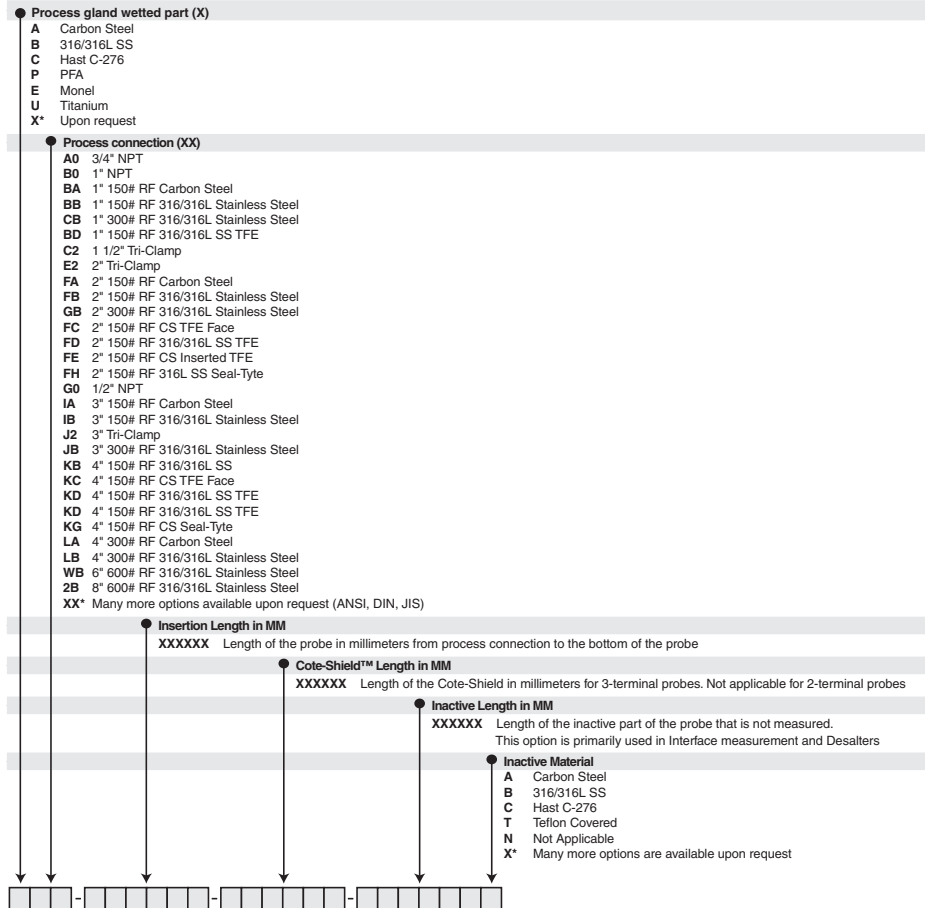 Process gland wetted part (X)
A Carbon Steel
B 316/316L SS
C Hast C-276
P PFA
E Monel
U Titanium
X* Upon request
Process connection (XX)
A0 3/4" NPT
B0 1" NPT
BA 1" 150# RF Carbon Steel
BB 1" 150# RF 316/316L Stainless Steel
CB 1" 300# RF 316/316L Stainless Steel
BD 1" 150# RF 316/316L SS TFE
C2 1 1/2" Tri-Clamp
E2 2" Tri-Clamp
FA 2" 150# RF Carbon Steel
FB 2" 150# RF 316/316L Stainless Steel
GB 2" 300# RF 316/316L Stainless Steel
FC 2" 150# RF CS TFE Face
FD 2" 150# RF 316/316L SS TFE
FE 2" 150# RF CS Inserted TFE
FH 2" 150# RF 316L SS Seal-Tyte
G0 1/2" NPT
IA 3" 150# RF Carbon Steel
IB 3" 150# RF 316/316L Stainless Steel
J2 3" Tri-Clamp
JB 3" 300# RF 316/316L Stainless Steel
KB 4" 150# RF 316/316L SS
KC 4" 150# RF CS TFE Face
KD 4" 150# RF 316/316L SS TFE
KD 4" 150# RF 316/316L SS TFE
KG 4" 150# RF CS Seal-Tyte
LA 4" 300# RF Carbon Steel
LB 4" 300# RF 316/316L Stainless Steel
WB 6" 600# RF 316/316L Stainless Steel
2B 8" 600# RF 316/316L Stainless Steel
XX* Many more options available upon request (ANSI, DIN, JIS)
Insertion Length in MM
XXXXXX Length of the probe in millimeters from process connection to the bottom of the probe
Cote-Shield™ Length in MM
XXXXXX Length of the Cote-Shield in millimeters for 3-terminal probes. Not applicable for 2-terminal probes
Inactive Length in MM
XXXXXX Length of the inactive part of the probe that is not measured.
This option is primarily used in Interface measurement and Desalters
Inactive Material
A Carbon Steel
B 316/316L SS
C Hast C-276
T Teflon Covered
N Not Applicable
X* Many more options are available upon request
- - -